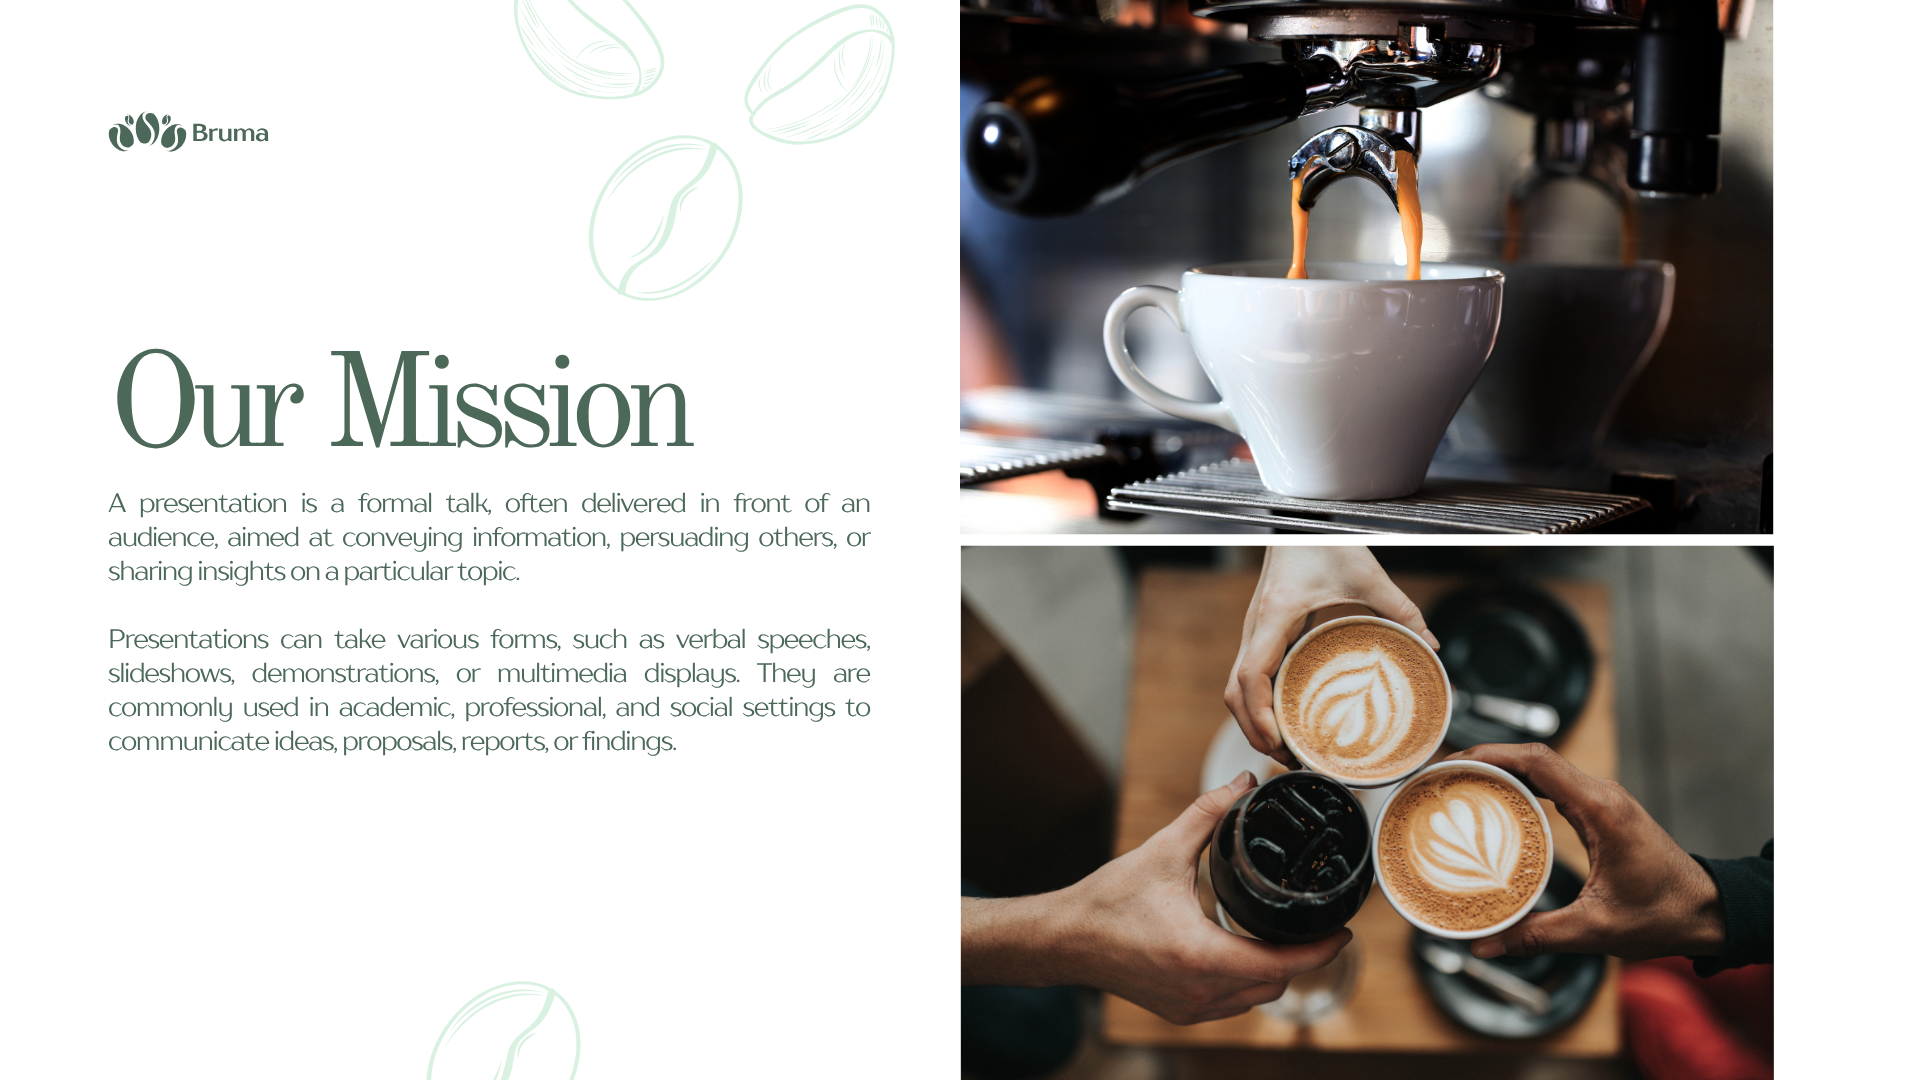 Bruma
Our Mission
A presentation is a formal talk, often delivered in front of an
audience, aimed at conveying information, persuading others, or
sharing insights on a particular topic.
Presentations can take various forms, such as verbal speeches,
slideshows, demonstrations, or multimedia displays. They are
commonly used in academic, professional, and social settings to
communicate ideas, proposals, reports, or findings.